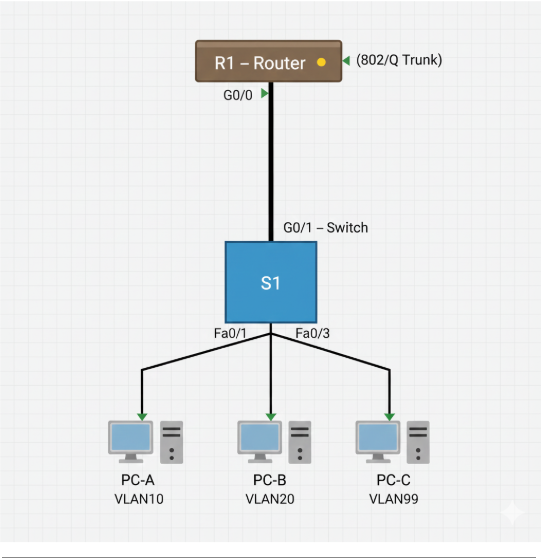 R1 – Router
(802/Q Trunk)
G0/0
G0/1 – Switch
S1
Fa0/1
Fa0/3
PC-A
VLAN10
PC-B
VLAN20
PC-C
VLAN99